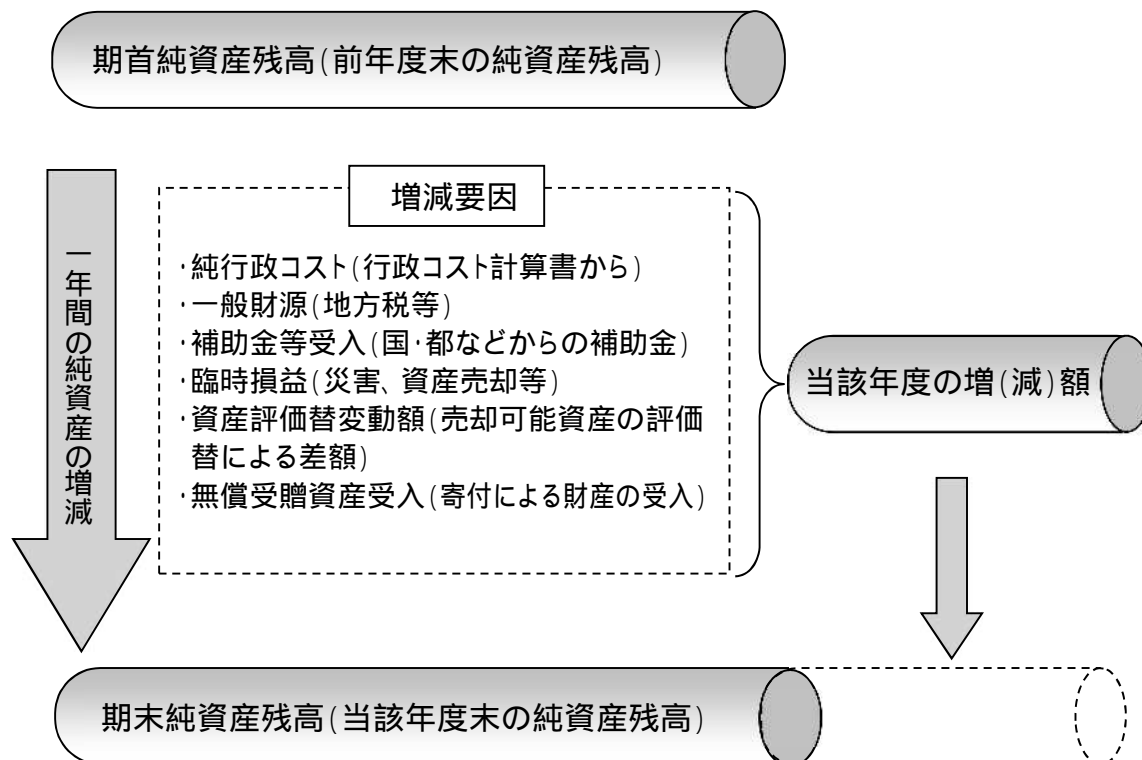 期首純資産残高(前年度末の純資産残高)
増減要因
一年間の純資産の増減
・純行政コスト(行政コスト計算書から)
・一般財源(地方税等)
・補助金等受入(国・都などからの補助金)
・臨時損益(災害、資産売却等)
・資産評価替変動額(売却可能資産の評価
替による差額)
・無償受贈資産受入(寄付による財産の受入)
当該年度の増(減)額
期末純資産残高(当該年度末の純資産残高)